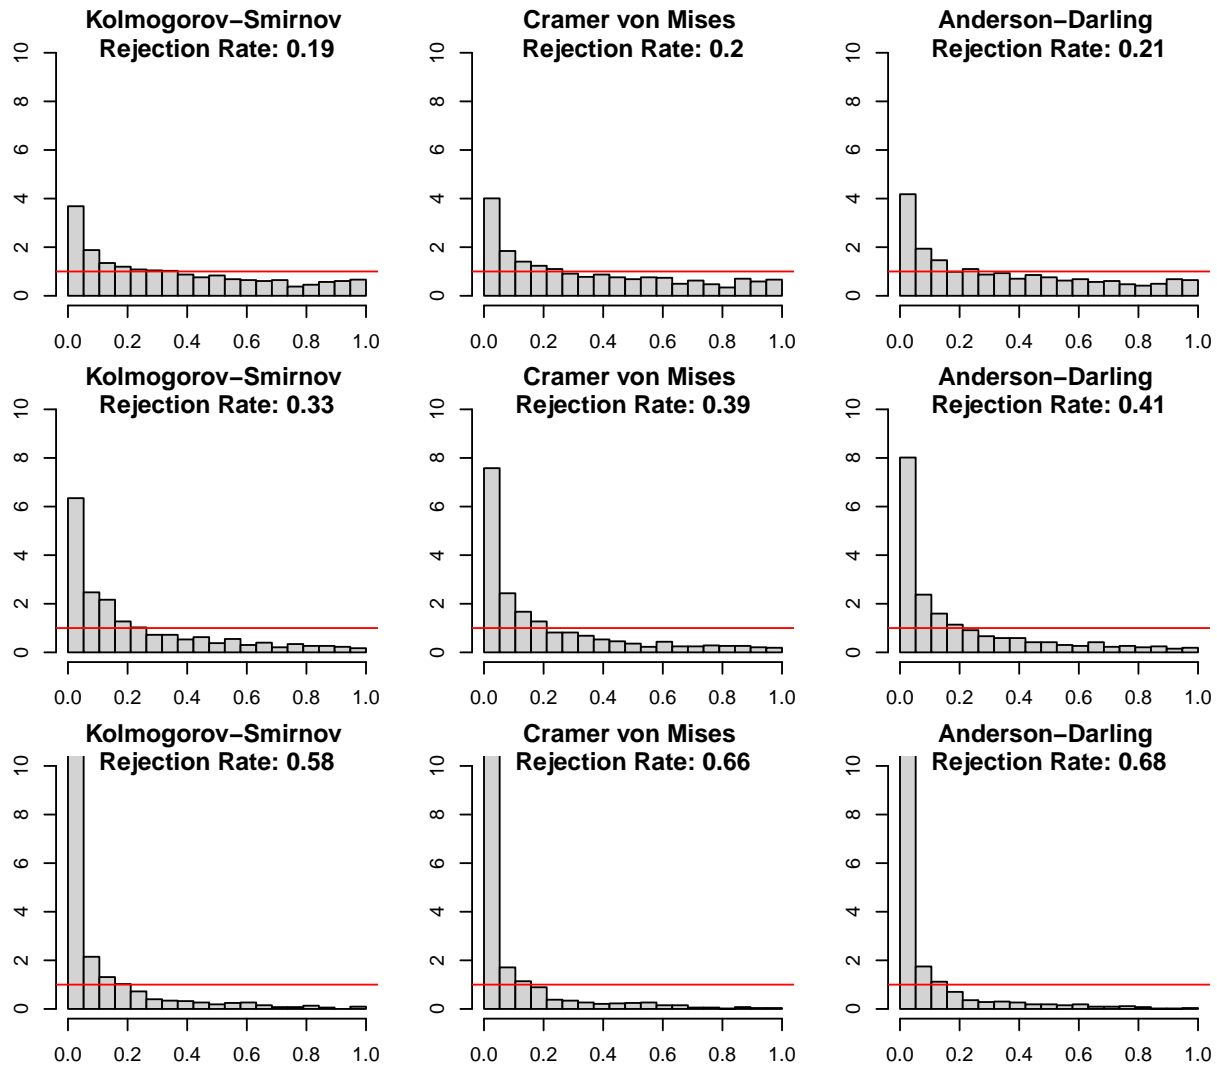 Kolmogorov−Smirnov
Rejection Rate: 0.19
10
8
6
4
2
0
0.0 0.2 0.4 0.6 0.8 1.0
Cramer von Mises
Rejection Rate: 0.2
10
8
6
4
2
0
0.0 0.2 0.4 0.6 0.8 1.0
Anderson−Darling
Rejection Rate: 0.21
10
8
6
4
2
0
0.0 0.2 0.4 0.6 0.8 1.0
Kolmogorov−Smirnov
Rejection Rate: 0.33
10
8
6
4
2
0
0.0 0.2 0.4 0.6 0.8 1.0
Cramer von Mises
Rejection Rate: 0.39
10
8
6
4
2
0
0.0 0.2 0.4 0.6 0.8 1.0
Anderson−Darling
Rejection Rate: 0.41
10
8
6
4
2
0
0.0 0.2 0.4 0.6 0.8 1.0
Kolmogorov−Smirnov
Rejection Rate: 0.58
10
8
6
4
2
0
0.0 0.2 0.4 0.6 0.8 1.0
Cramer von Mises
Rejection Rate: 0.66
10
8
6
4
2
0
0.0 0.2 0.4 0.6 0.8 1.0
Anderson−Darling
Rejection Rate: 0.68
10
8
6
4
2
0
0.0 0.2 0.4 0.6 0.8 1.0